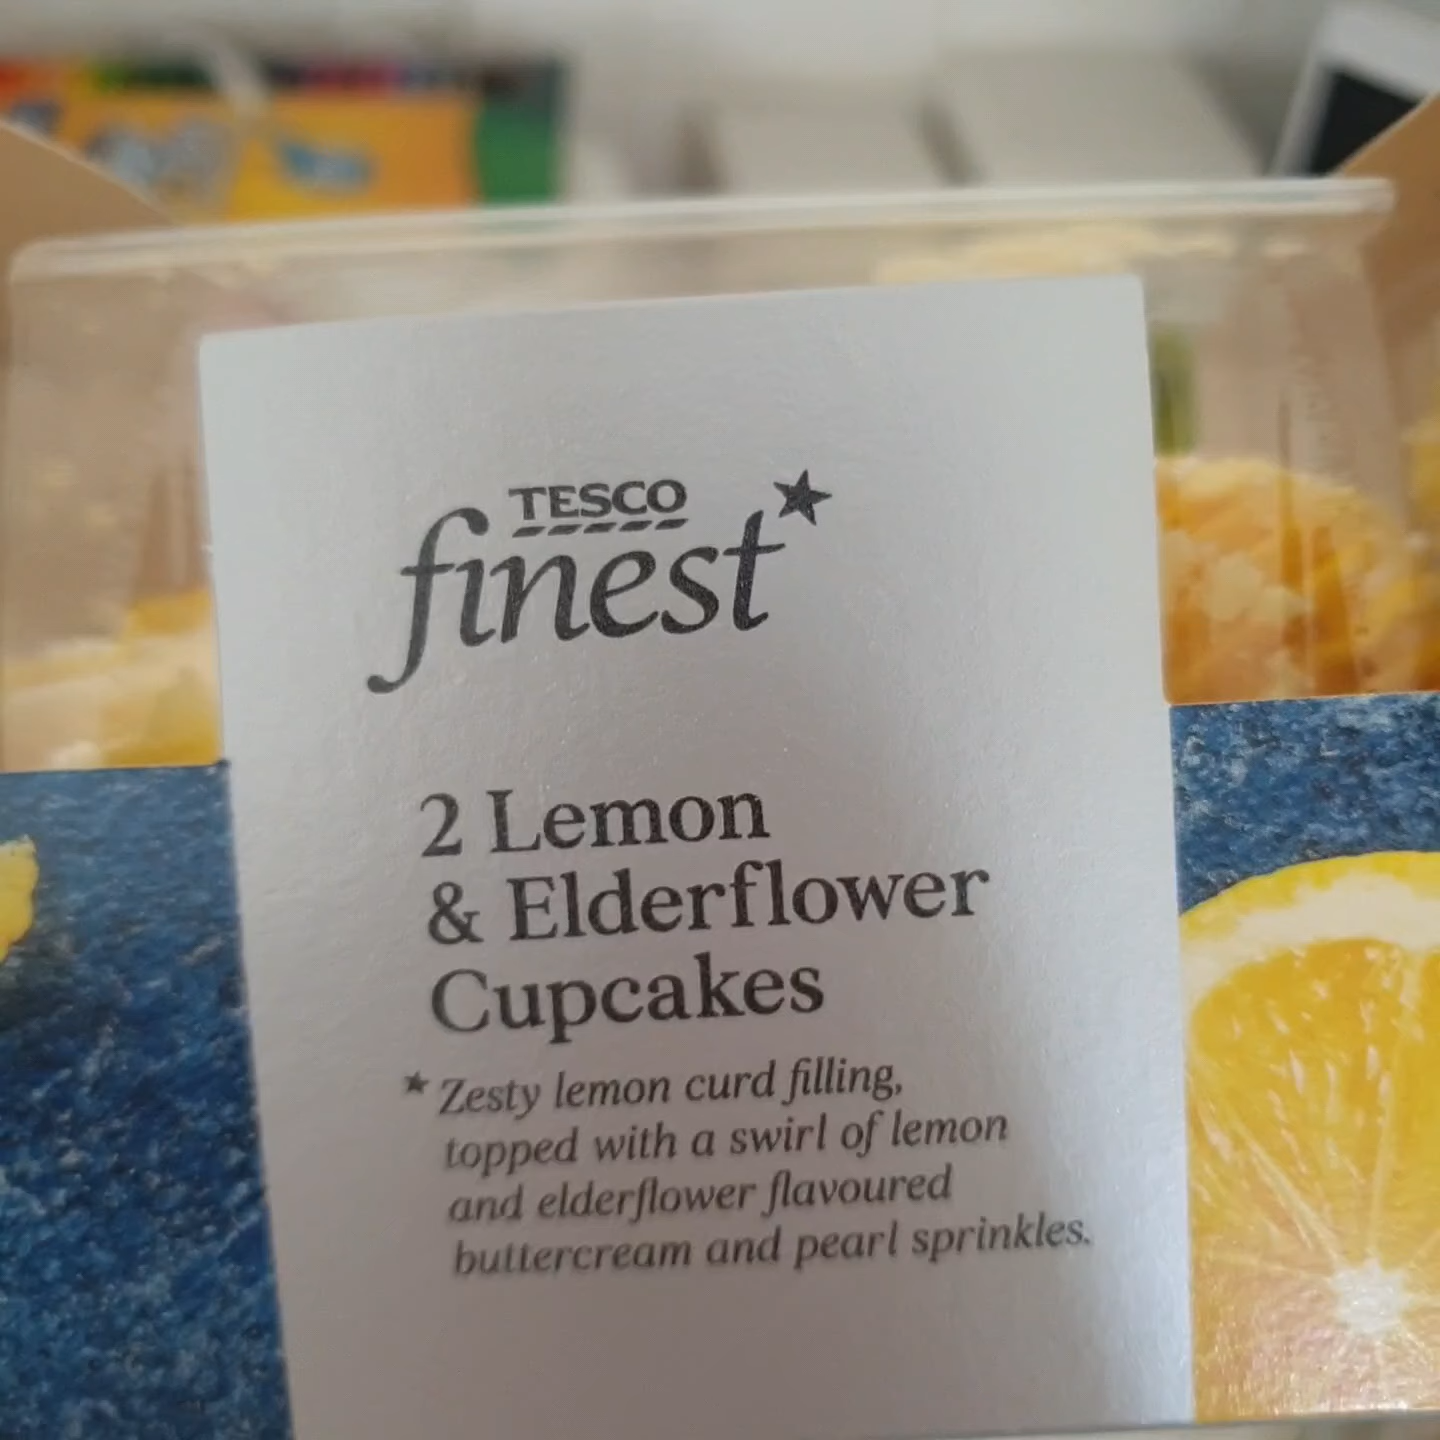 TESCO
finest*
2 Lemon
& Elderflower
Cupcakes
* Zesty lemon curd filling,
topped with a swirl of lemon
and elderflower flavoured
buttercream and pearl sprinkles.